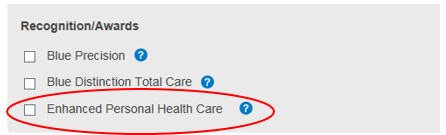 Recognition/Awards
Blue Precision ?
Blue Distinction Total Care ?
Enhanced Personal Health Care ?